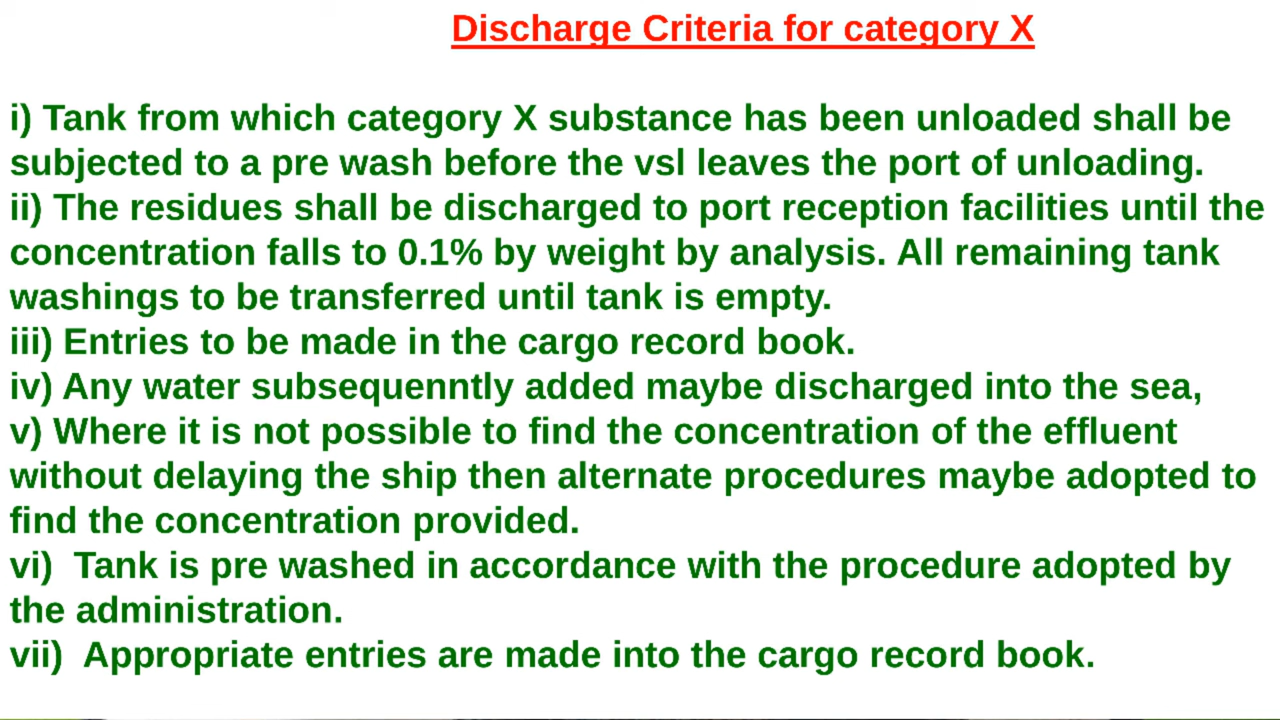 Discharge Criteria for category X
i) Tank from which category X substance has been unloaded shall be
subjected to a pre wash before the vsl leaves the port of unloading.
ii) The residues shall be discharged to port reception facilities until the
concentration falls to 0.1% by weight by analysis. All remaining tank
washings to be transferred until tank is empty.
iii) Entries to be made in the cargo record book.
iv) Any water subsequenntly added maybe discharged into the sea,
v) Where it is not possible to find the concentration of the effluent
without delaying the ship then alternate procedures maybe adopted to
find the concentration provided.
vi)  Tank is pre washed in accordance with the procedure adopted by
the administration.
vii)  Appropriate entries are made into the cargo record book.